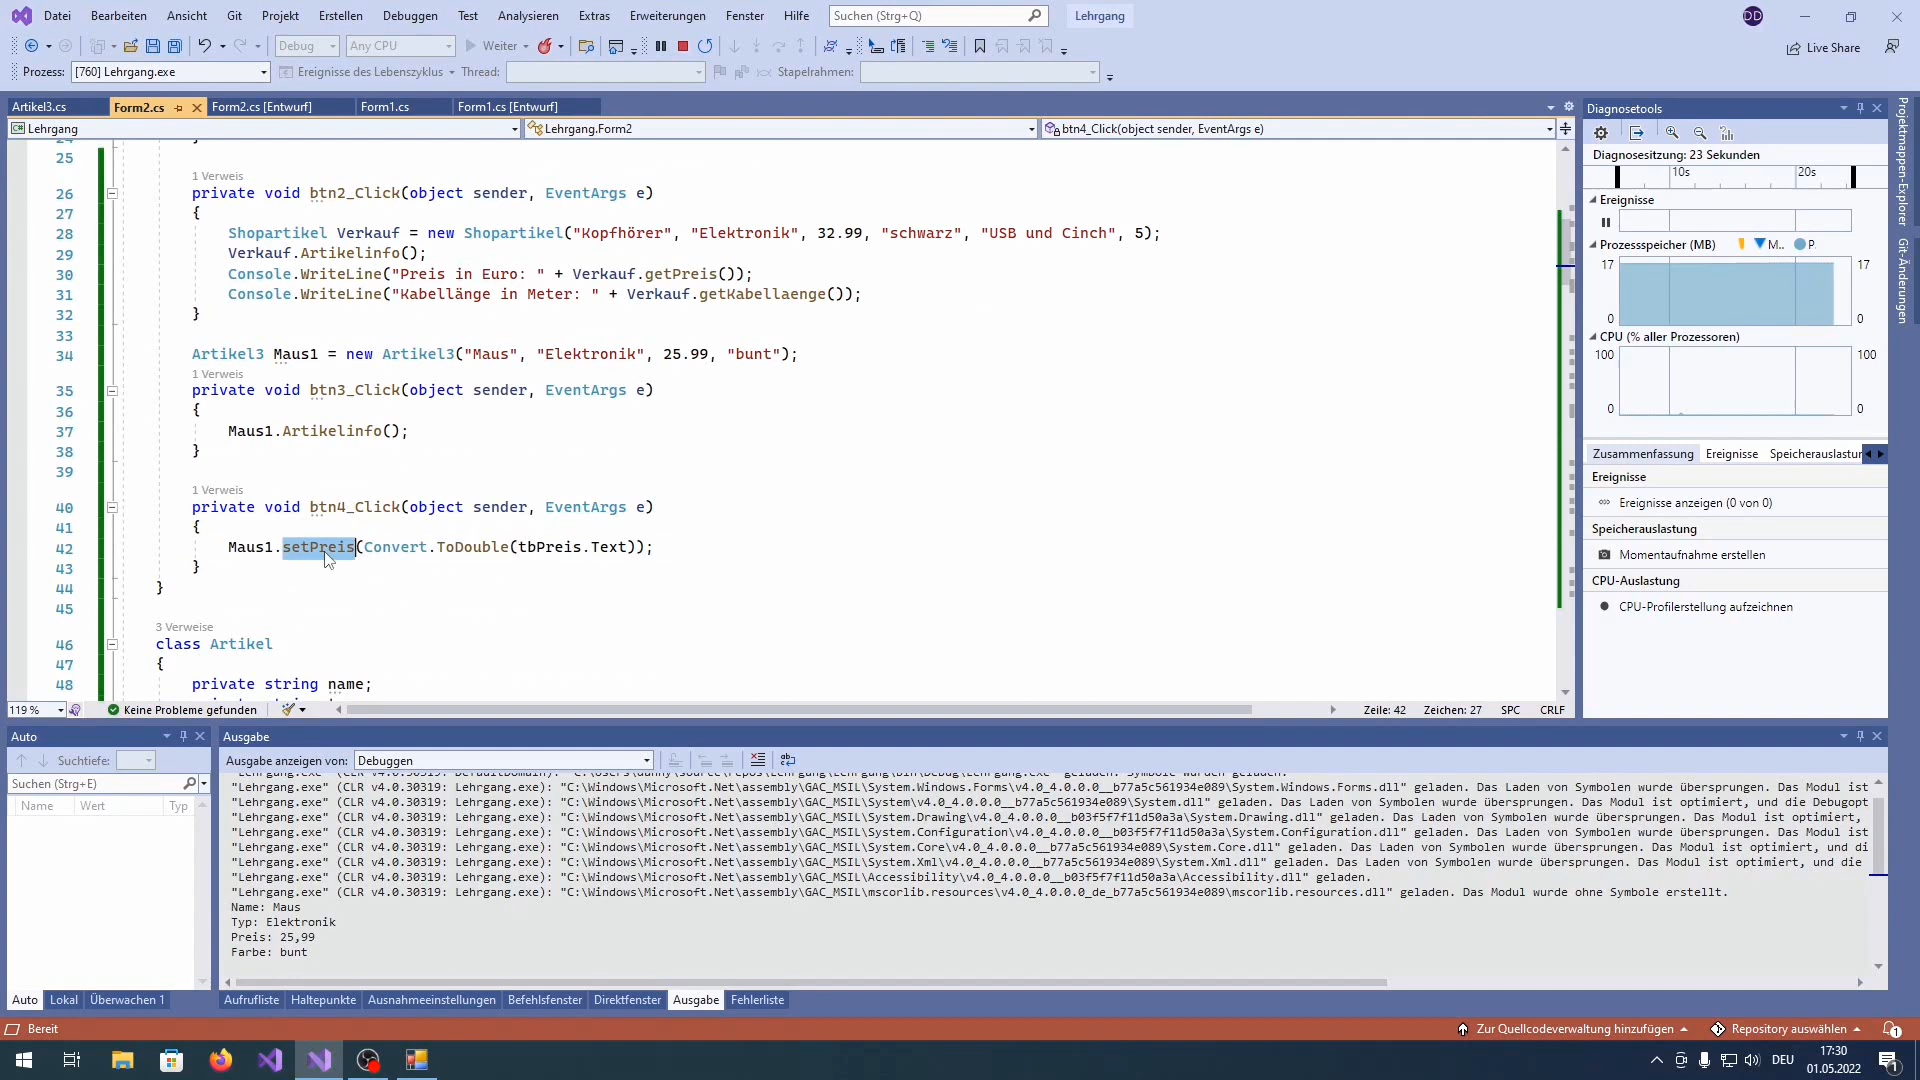 Datei Bearbeiten Ansicht Git Projekt Erstellen Debuggen Test Analysieren Extras Erweiterungen Fenster Hilfe Suchen (Strg+Q) Lehrgang DD
Debug Any CPU Weiter Live Share
Prozess: [760] Lehrgang.exe Ereignisse des Lebenszyklus Thread: Stapelrahmen:
Artikel3.cs Form2.cs Form2.cs [Entwurf] Form1.cs Form1.cs [Entwurf]
Lehrgang Lehrgang.Form2 btn4_Click(object sender, EventArgs e)
25
1 Verweis
26 private void btn2_Click(object sender, EventArgs e)
27 {
28 Shopartikel Verkauf = new Shopartikel("Kopfhörer", "Elektronik", 32.99, "schwarz", "USB und Cinch", 5);
29 Verkauf.Artikelinfo();
30 Console.WriteLine("Preis in Euro: " + Verkauf.getPreis());
31 Console.WriteLine("Kabellänge in Meter: " + Verkauf.getKabellaenge());
32 }
33
34 Artikel3 Maus1 = new Artikel3("Maus", "Elektronik", 25.99, "bunt");
1 Verweis
35 private void btn3_Click(object sender, EventArgs e)
36 {
37 Maus1.Artikelinfo();
38 }
39
1 Verweis
40 private void btn4_Click(object sender, EventArgs e)
41 {
42 Maus1.setPreis(Convert.ToDouble(tbPreis.Text));
43 }
44 }
45
3 Verweise
46 class Artikel
47 {
48 private string name;
119 % Keine Probleme gefunden Zeile: 42 Zeichen: 27 SPC CRLF
Diagnosetools
Diagnosesitzung: 23 Sekunden
10s 20s
Ereignisse
Prozessspeicher (MB) M.. P.
17 17
0 0
CPU (% aller Prozessoren)
100 100
0 0
Zusammenfassung Ereignisse Speicherauslastur
Ereignisse
Ereignisse anzeigen (0 von 0)
Speicherauslastung
Momentaufnahme erstellen
CPU-Auslastung
CPU-Profilerstellung aufzeichnen
Projektmappen-Explorer
Git-Änderungen
Auto
Suchtiefe:
Suchen (Strg+E)
Name Wert Typ
Auto Lokal Überwachen 1
Ausgabe
Ausgabe anzeigen von: Debuggen
"Lehrgang.exe" (CLR v4.0.30319: Lehrgang.exe): "C:\Windows\Microsoft.Net\assembly\GAC_MSIL\System.Windows.Forms\v4.0_4.0.0.0__b77a5c561934e089\System.Windows.Forms.dll" geladen. Das Laden von Symbolen wurde übersprungen. Das Modul ist
"Lehrgang.exe" (CLR v4.0.30319: Lehrgang.exe): "C:\Windows\Microsoft.Net\assembly\GAC_MSIL\System\v4.0_4.0.0.0__b77a5c561934e089\System.dll" geladen. Das Laden von Symbolen wurde übersprungen. Das Modul ist optimiert, und die Debugopt
"Lehrgang.exe" (CLR v4.0.30319: Lehrgang.exe): "C:\Windows\Microsoft.Net\assembly\GAC_MSIL\System.Drawing\v4.0_4.0.0.0__b03f5f7f11d50a3a\System.Drawing.dll" geladen. Das Laden von Symbolen wurde übersprungen. Das Modul ist optimiert,
"Lehrgang.exe" (CLR v4.0.30319: Lehrgang.exe): "C:\Windows\Microsoft.Net\assembly\GAC_MSIL\System.Configuration\v4.0_4.0.0.0__b03f5f7f11d50a3a\System.Configuration.dll" geladen. Das Laden von Symbolen wurde übersprungen. Das Modul ist
"Lehrgang.exe" (CLR v4.0.30319: Lehrgang.exe): "C:\Windows\Microsoft.Net\assembly\GAC_MSIL\System.Core\v4.0_4.0.0.0__b77a5c561934e089\System.Core.dll" geladen. Das Laden von Symbolen wurde übersprungen. Das Modul ist optimiert, und di
"Lehrgang.exe" (CLR v4.0.30319: Lehrgang.exe): "C:\Windows\Microsoft.Net\assembly\GAC_MSIL\System.Xml\v4.0_4.0.0.0__b77a5c561934e089\System.Xml.dll" geladen. Das Laden von Symbolen wurde übersprungen. Das Modul ist optimiert, und die
"Lehrgang.exe" (CLR v4.0.30319: Lehrgang.exe): "C:\Windows\Microsoft.Net\assembly\GAC_MSIL\Accessibility\v4.0_4.0.0.0__b03f5f7f11d50a3a\Accessibility.dll" geladen.
"Lehrgang.exe" (CLR v4.0.30319: Lehrgang.exe): "C:\Windows\Microsoft.Net\assembly\GAC_MSIL\mscorlib.resources\v4.0_4.0.0.0_de_b77a5c561934e089\mscorlib.resources.dll" geladen. Das Modul wurde ohne Symbole erstellt.
Name: Maus
Typ: Elektronik
Preis: 25,99
Farbe: bunt
Aufrufliste Haltepunkte Ausnahmeeinstellungen Befehlsfenster Direktfenster Ausgabe Fehlerliste
Bereit Zur Quellcodeverwaltung hinzufügen Repository auswählen 1
DEU 17:30 1
01.05.2022